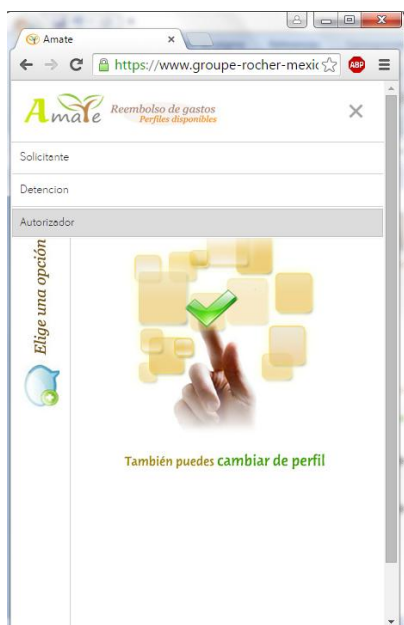 Amate
https://www.groupe-rocher-mexic
ABP
Amate
Reembolso de gastos
Perfiles disponibles
Solicitante
Detencion
Autorizador
Elige una opción
También puedes cambiar de perfil